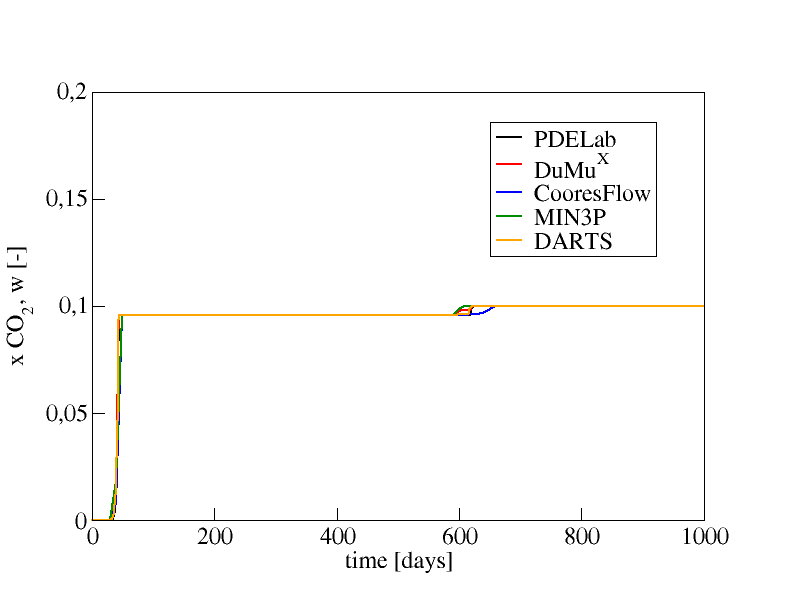 0,2
PDELab
DuMuX
CooresFlow
MIN3P
DARTS
0,15
0,1
0,05
0
x CO2, w [-]
0 200 400 600 800 1000
time [days]